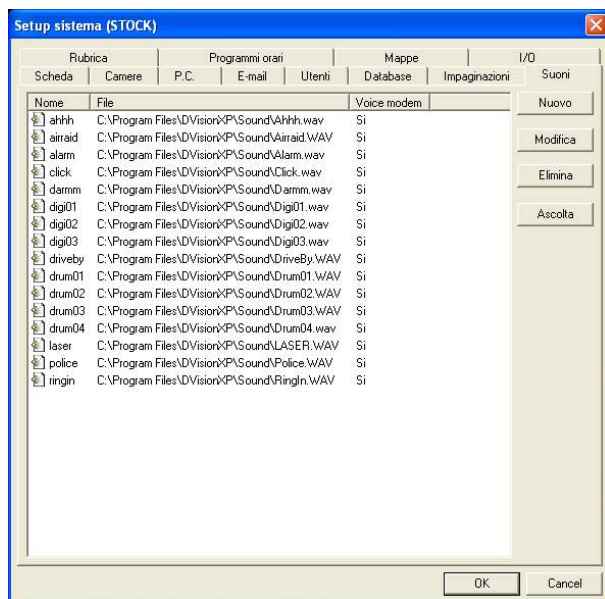 Setup sistema (STOCK)
Rubrica Programmi orari Mappe I/O
Scheda Camere P.C. E-mail Utenti Database Impaginazioni Suoni
Nome File Voice modem Nuovo
ahhh C:\Program Files\DVisionXP\Sound\Ahhh.wav Si
airraid C:\Program Files\DVisionXP\Sound\Airraid.WAV Si
Modifica
alarm C:\Program Files\DVisionXP\Sound\Alarm.wav Si
click C:\Program Files\DVisionXP\Sound\Click.wav Si
Elimina
darmm C:\Program Files\DVisionXP\Sound\Darmm.wav Si
digi01 C:\Program Files\DVisionXP\Sound\Digi01.wav Si
Ascolta
digi02 C:\Program Files\DVisionXP\Sound\Digi02.wav Si
digi03 C:\Program Files\DVisionXP\Sound\Digi03.wav Si
driveby C:\Program Files\DVisionXP\Sound\DriveBy.WAV Si
drum01 C:\Program Files\DVisionXP\Sound\Drum01.WAV Si
drum02 C:\Program Files\DVisionXP\Sound\Drum02.WAV Si
drum03 C:\Program Files\DVisionXP\Sound\Drum03.WAV Si
drum04 C:\Program Files\DVisionXP\Sound\Drum04.wav Si
laser C:\Program Files\DVisionXP\Sound\LASER.WAV Si
police C:\Program Files\DVisionXP\Sound\Police.WAV Si
ringin C:\Program Files\DVisionXP\Sound\RingIn.WAV Si
OK Cancel